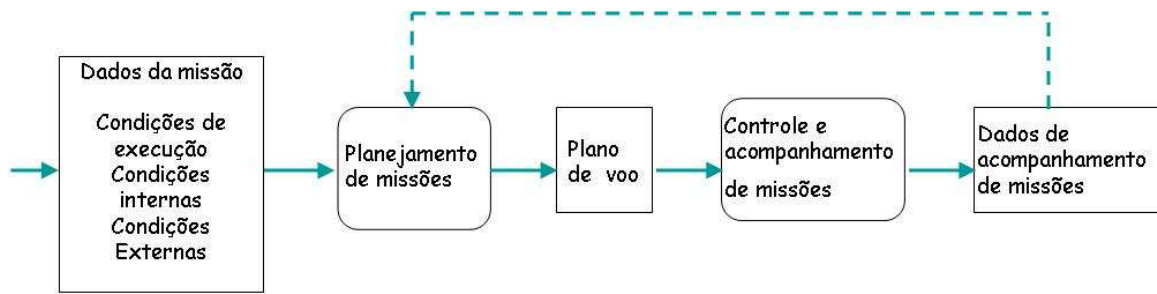 Dados da missão
Condições de
execução
Condições
internas
Condições
Externas
Planejamento
de missões
Plano
de voo
Controle e
acompanhamento
de missões
Dados de
acompanhamento
de missões